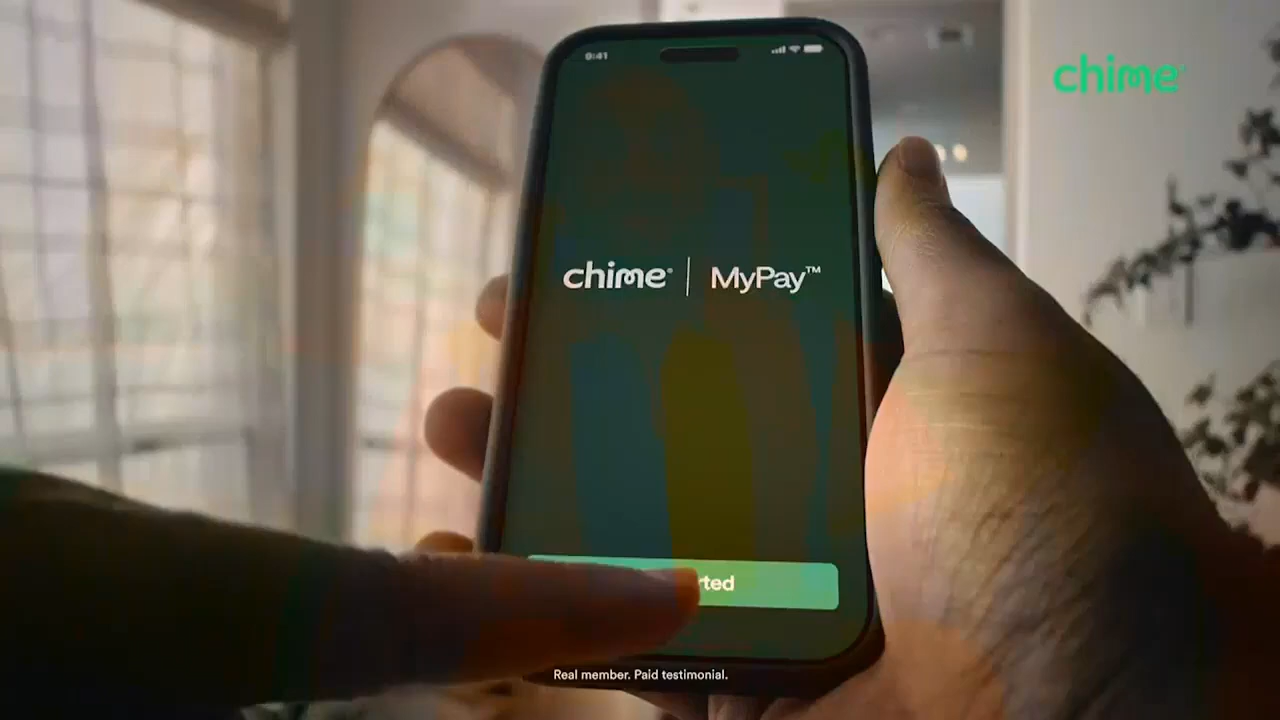 9:41
chime
chime® | MyPay™
rted
Real member. Paid testimonial.